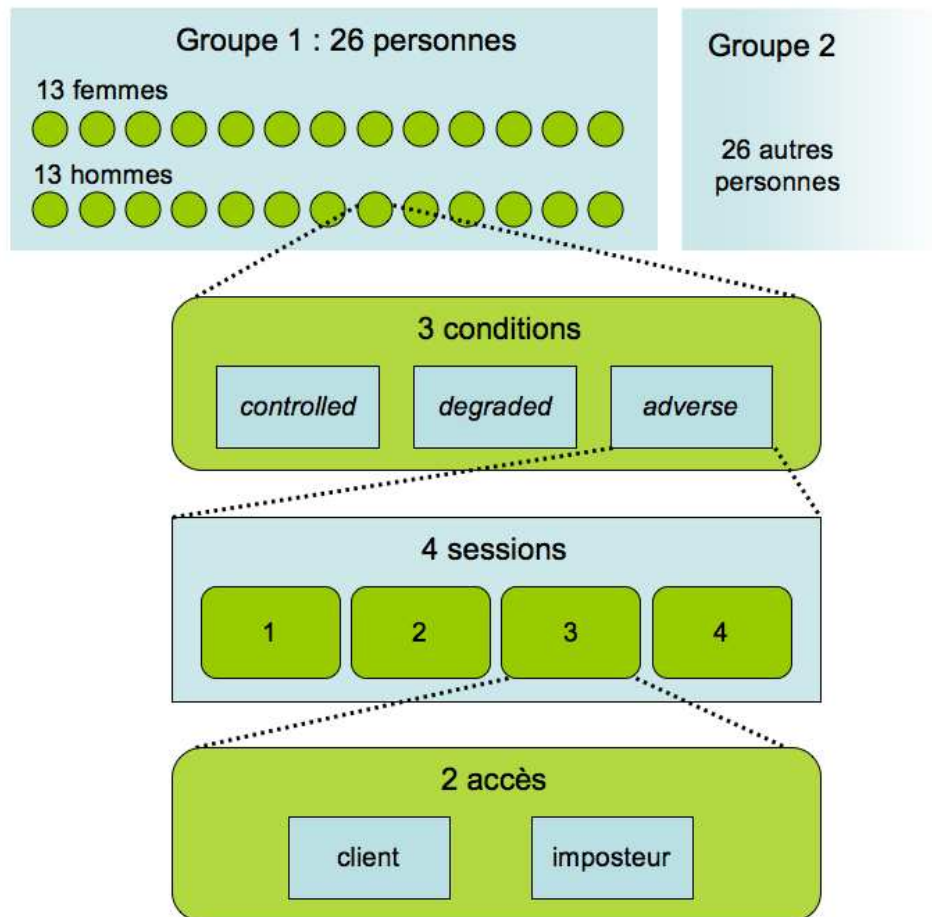 Groupe 1 : 26 personnes
13 femmes
13 hommes
Groupe 2
26 autres
personnes
3 conditions
controlled
degraded
adverse
4 sessions
1
2
3
4
2 accès
client
imposteur